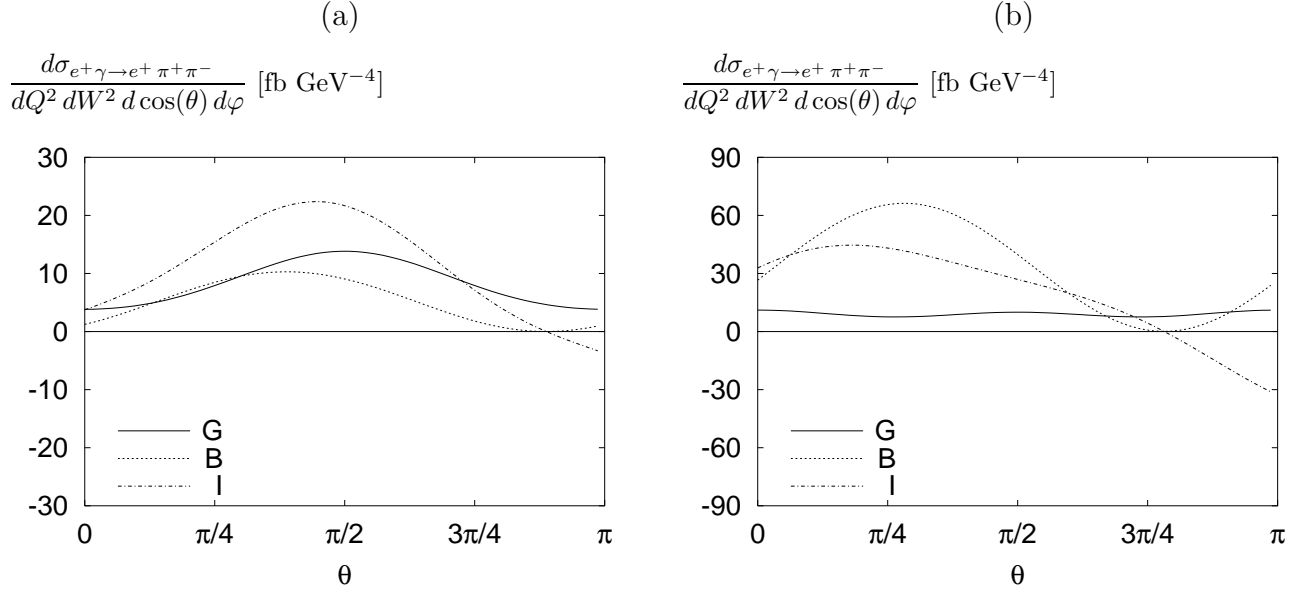 (a)
dσ_{e⁺γ→e⁺ π⁺π⁻} / dQ² dW² d cos(θ) dφ [fb GeV⁻⁴]
30
20
10
0
-10
-20
-30
G
B
I
0 π/4 π/2 3π/4 π
θ
(b)
dσ_{e⁺γ→e⁺ π⁺π⁻} / dQ² dW² d cos(θ) dφ [fb GeV⁻⁴]
90
60
30
0
-30
-60
-90
G
B
I
0 π/4 π/2 3π/4 π
θ